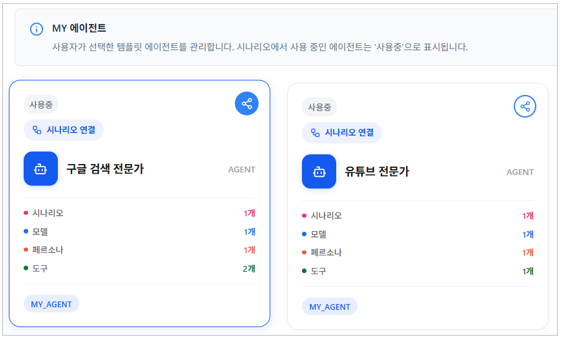 MY 에이전트
사용자가 선택한 템플릿 에이전트를 관리합니다. 시나리오에서 사용 중인 에이전트는 '사용중'으로 표시됩니다.
사용중
시나리오 연결
구글 검색 전문가
AGENT
시나리오 1개
모델 1개
페르소나 1개
도구 2개
MY_AGENT
사용중
시나리오 연결
유튜브 전문가
AGENT
시나리오 1개
모델 1개
페르소나 1개
도구 1개
MY_AGENT